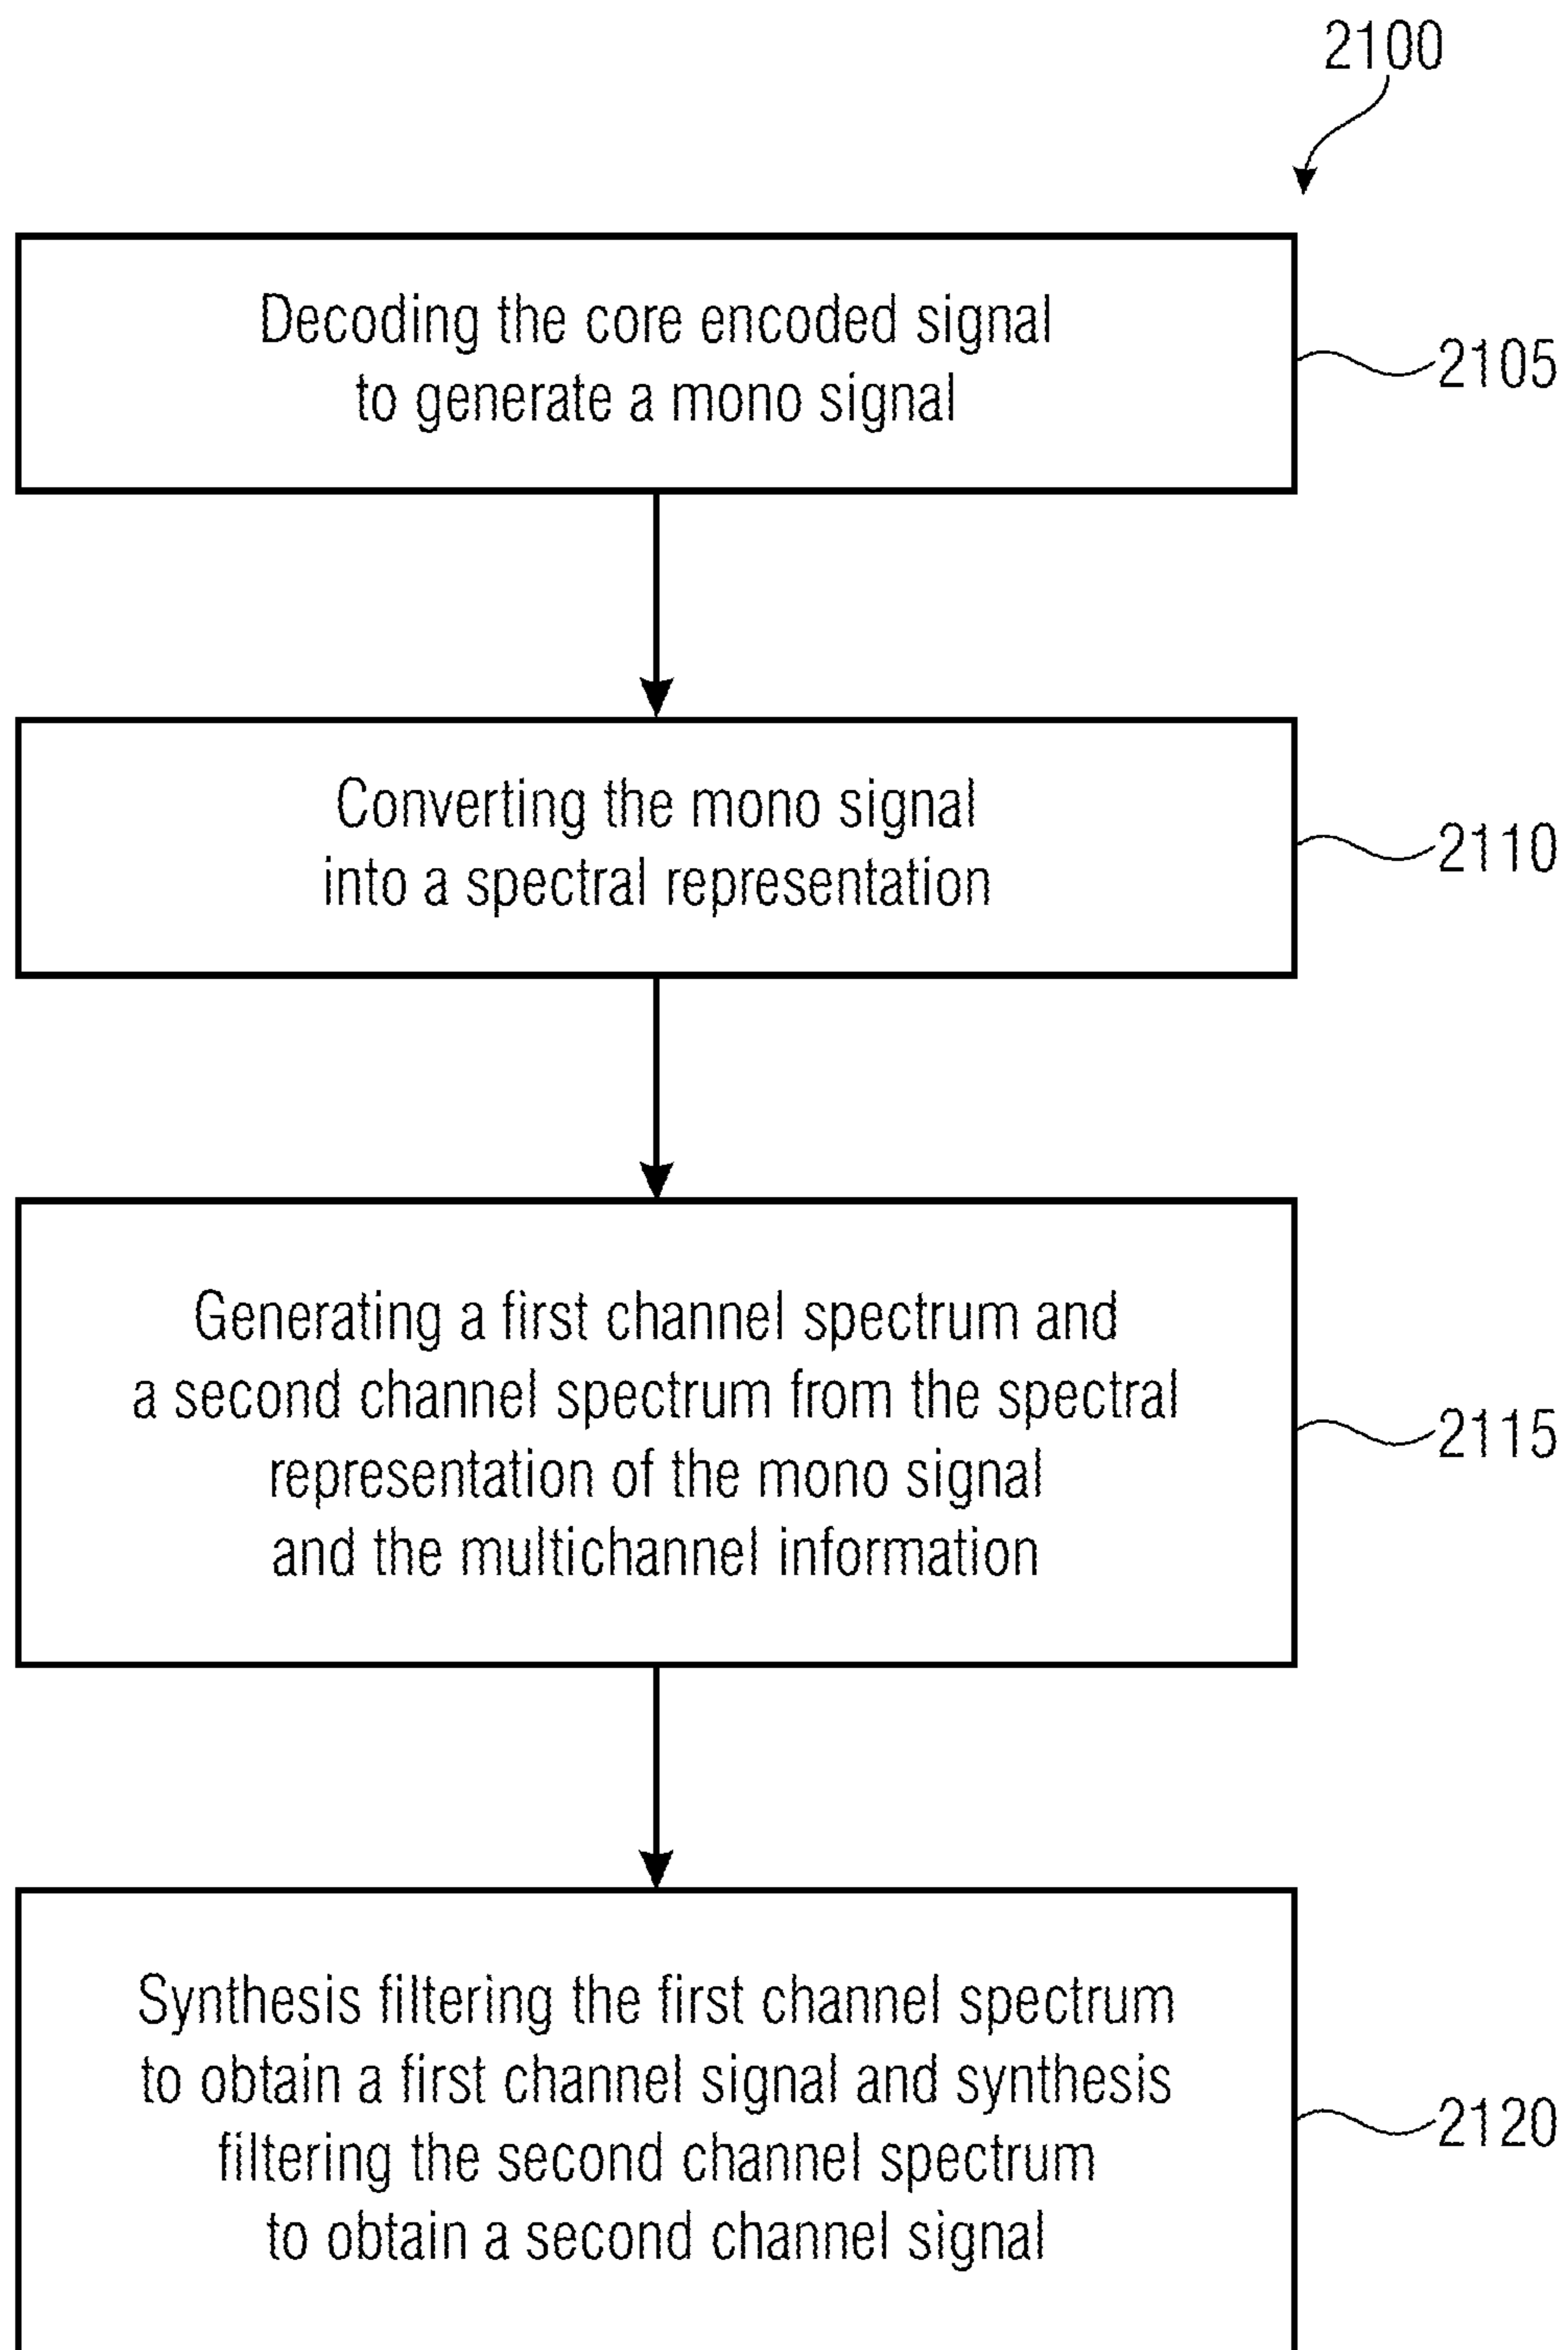 2100
Decoding the core encoded signal
to generate a mono signal
2105
Converting the mono signal
into a spectral representation
2110
Generating a first channel spectrum and
a second channel spectrum from the spectral
representation of the mono signal
and the multichannel information
2115
Synthesis filtering the first channel spectrum
to obtain a first channel signal and synthesis
filtering the second channel spectrum
to obtain a second channel signal
2120